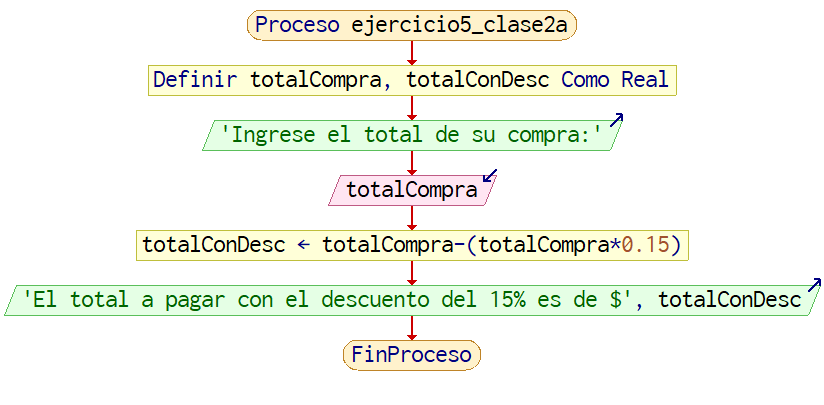 Proceso ejercicio5_clase2a
Definir totalCompra, totalConDesc Como Real
'Ingrese el total de su compra:'
totalCompra
totalConDesc ← totalCompra-(totalCompra*0.15)
'El total a pagar con el descuento del 15% es de $', totalConDesc
FinProceso